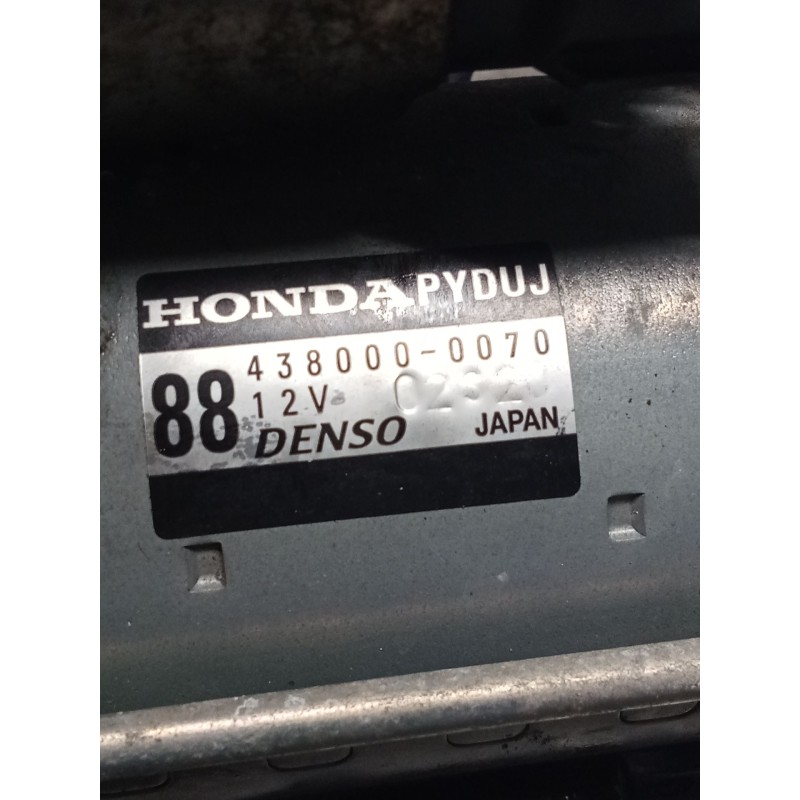 HONDA PYDUJ
438000-0070
88 12V
DENSO JAPAN